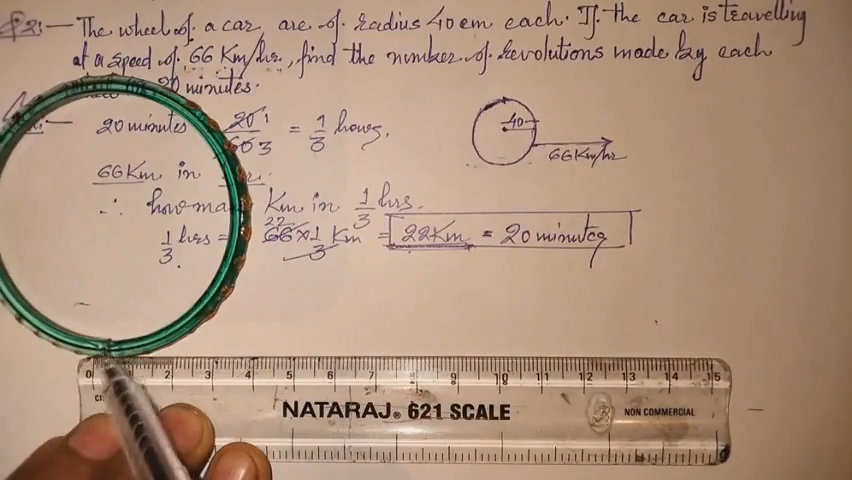 Q2:- The wheel of a car are of radius 40 cm each. If the car is travelling
at a speed of 66 Km/hr, find the number of revolutions made by each
20 minutes.
20 minutes 20 1 / 60 3 = 1/3 hours.
40
66 Km/hr
66 Km in
∴ how Km in 1/3 hrs.
1/3 hrs = 22 66 × 1/3 Km = 22 Km = 20 minutes
0 1 2 3 4 5 6 7 8 9 10 11 12 13 14 15
NATARAJ® 621 SCALE
NON COMMERCIAL